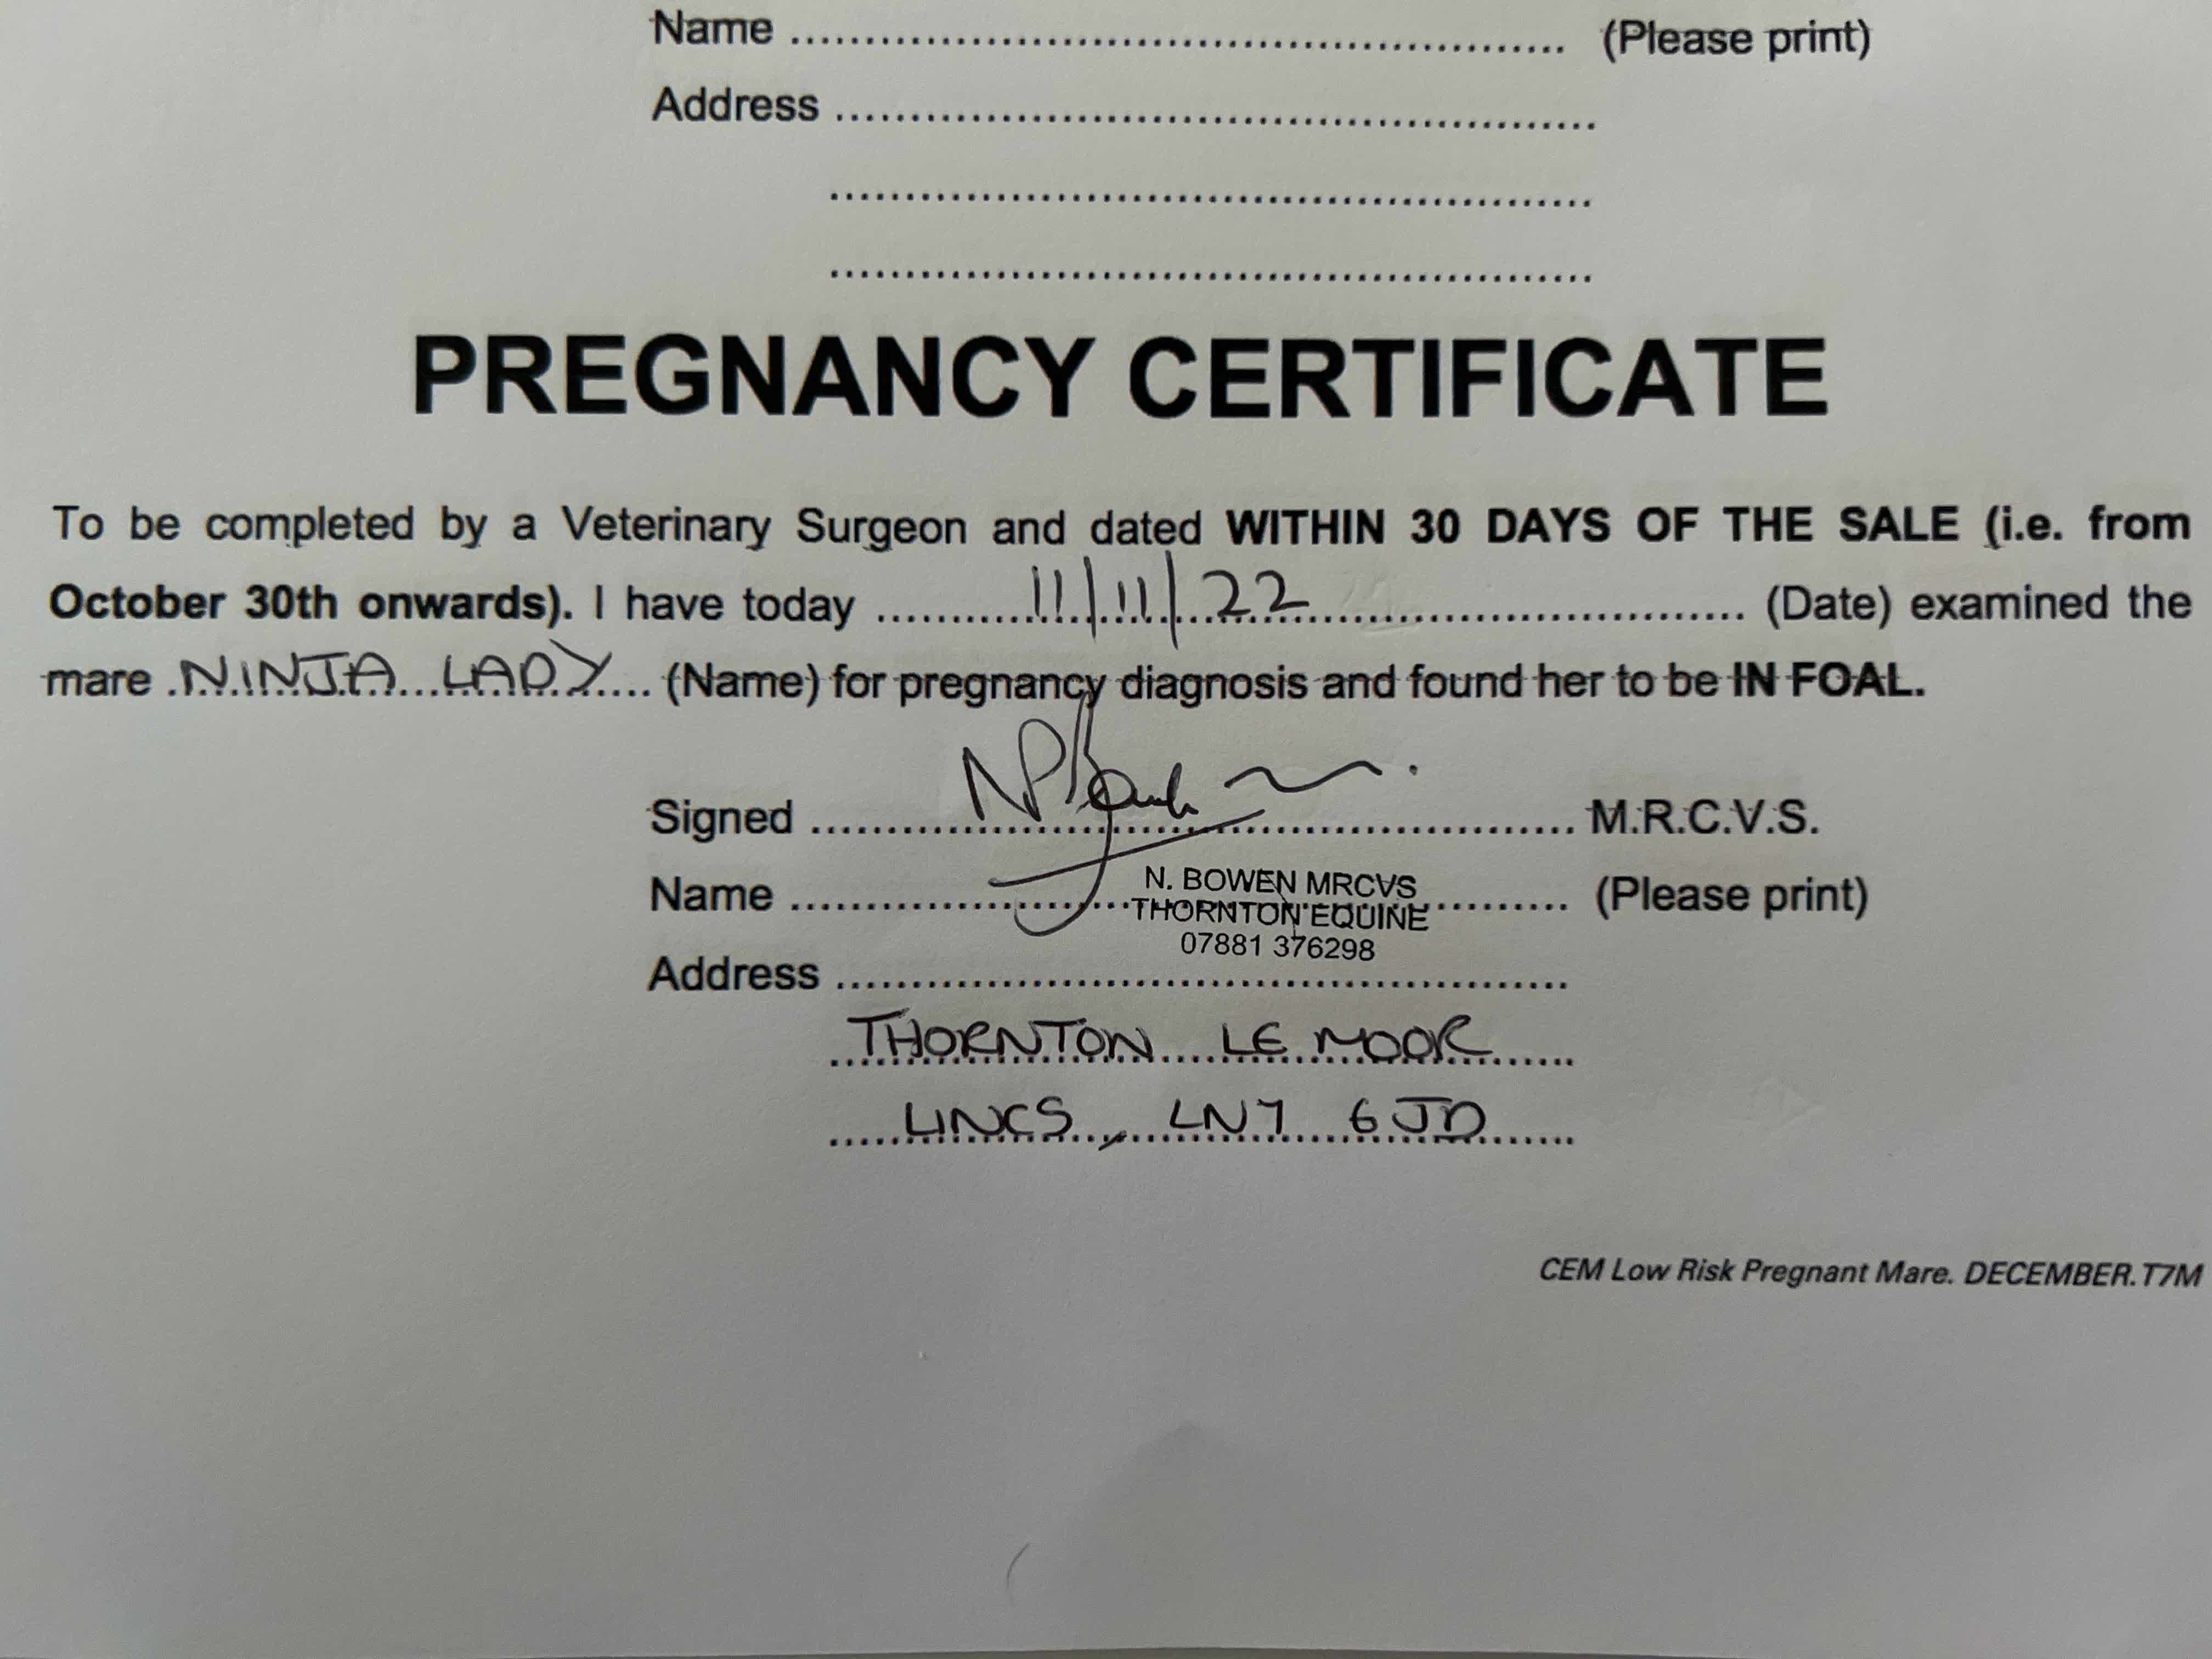 Name ........................................ (Please print)
Address ........................................
........................................
........................................
PREGNANCY CERTIFICATE
To be completed by a Veterinary Surgeon and dated WITHIN 30 DAYS OF THE SALE (i.e. from
October 30th onwards). I have today ..........11/11/22.............................. (Date) examined the
mare .NINJA LADY.... (Name) for pregnancy diagnosis and found her to be IN FOAL.
Signed ........................................ M.R.C.V.S.
N. BOWEN MRCVS
Name ........................................ (Please print)
THORNTON EQUINE
07881 376298
Address ........................................
THORNTON LE MOOR
LINCS, LN7 6JD
CEM Low Risk Pregnant Mare. DECEMBER.T7M